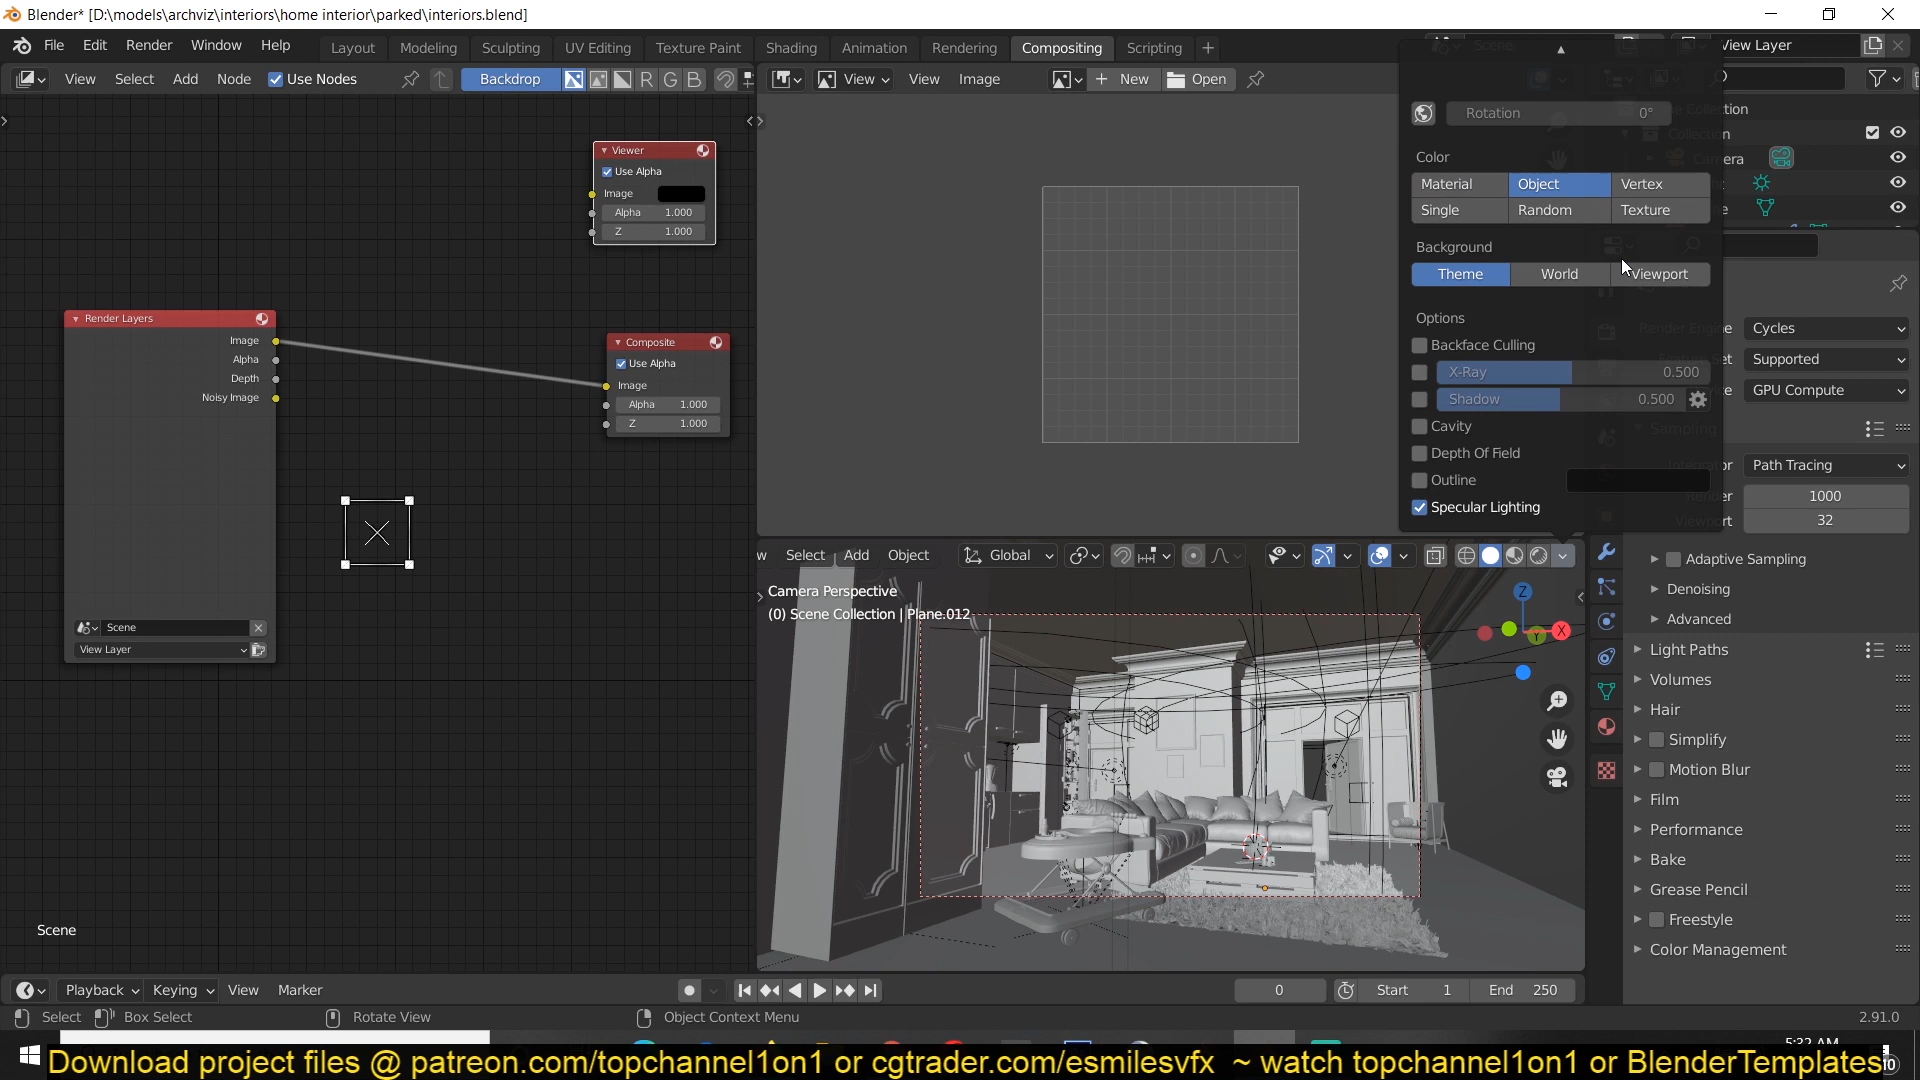 Blender* [D:\models\archviz\interiors\home interior\parked\interiors.blend]
File Edit Render Window Help Layout Modeling Sculpting UV Editing Texture Paint Shading Animation Rendering Compositing Scripting + Scene View Layer
View Select Add Node Use Nodes Backdrop R G B View View Image New Open
Rotation 0°
Color
Material Object Vertex
Single Random Texture
Background
Theme World Viewport
Options
Backface Culling
X-Ray 0.500
Shadow 0.500
Cavity
Depth Of Field
Outline
Specular Lighting
Viewer
Use Alpha
Image
Alpha 1.000
Z 1.000
Render Layers
Image
Alpha
Depth
Noisy Image
Scene
View Layer
Composite
Use Alpha
Image
Alpha 1.000
Z 1.000
Scene
w Select Add Object Global
Camera Perspective
(0) Scene Collection | Plane.012
Z
X
Y
Cycles
Supported
GPU Compute
Sampling
Path Tracing
1000
32
Adaptive Sampling
Denoising
Advanced
Light Paths
Volumes
Hair
Simplify
Motion Blur
Film
Performance
Bake
Grease Pencil
Freestyle
Color Management
Playback Keying View Marker 0 Start 1 End 250
Select Box Select Rotate View Object Context Menu 2.91.0
5:32 AM
Download project files @ patreon.com/topchannel1on1 or cgtrader.com/esmilesvfx ~ watch topchannel1on1 or BlenderTemplates